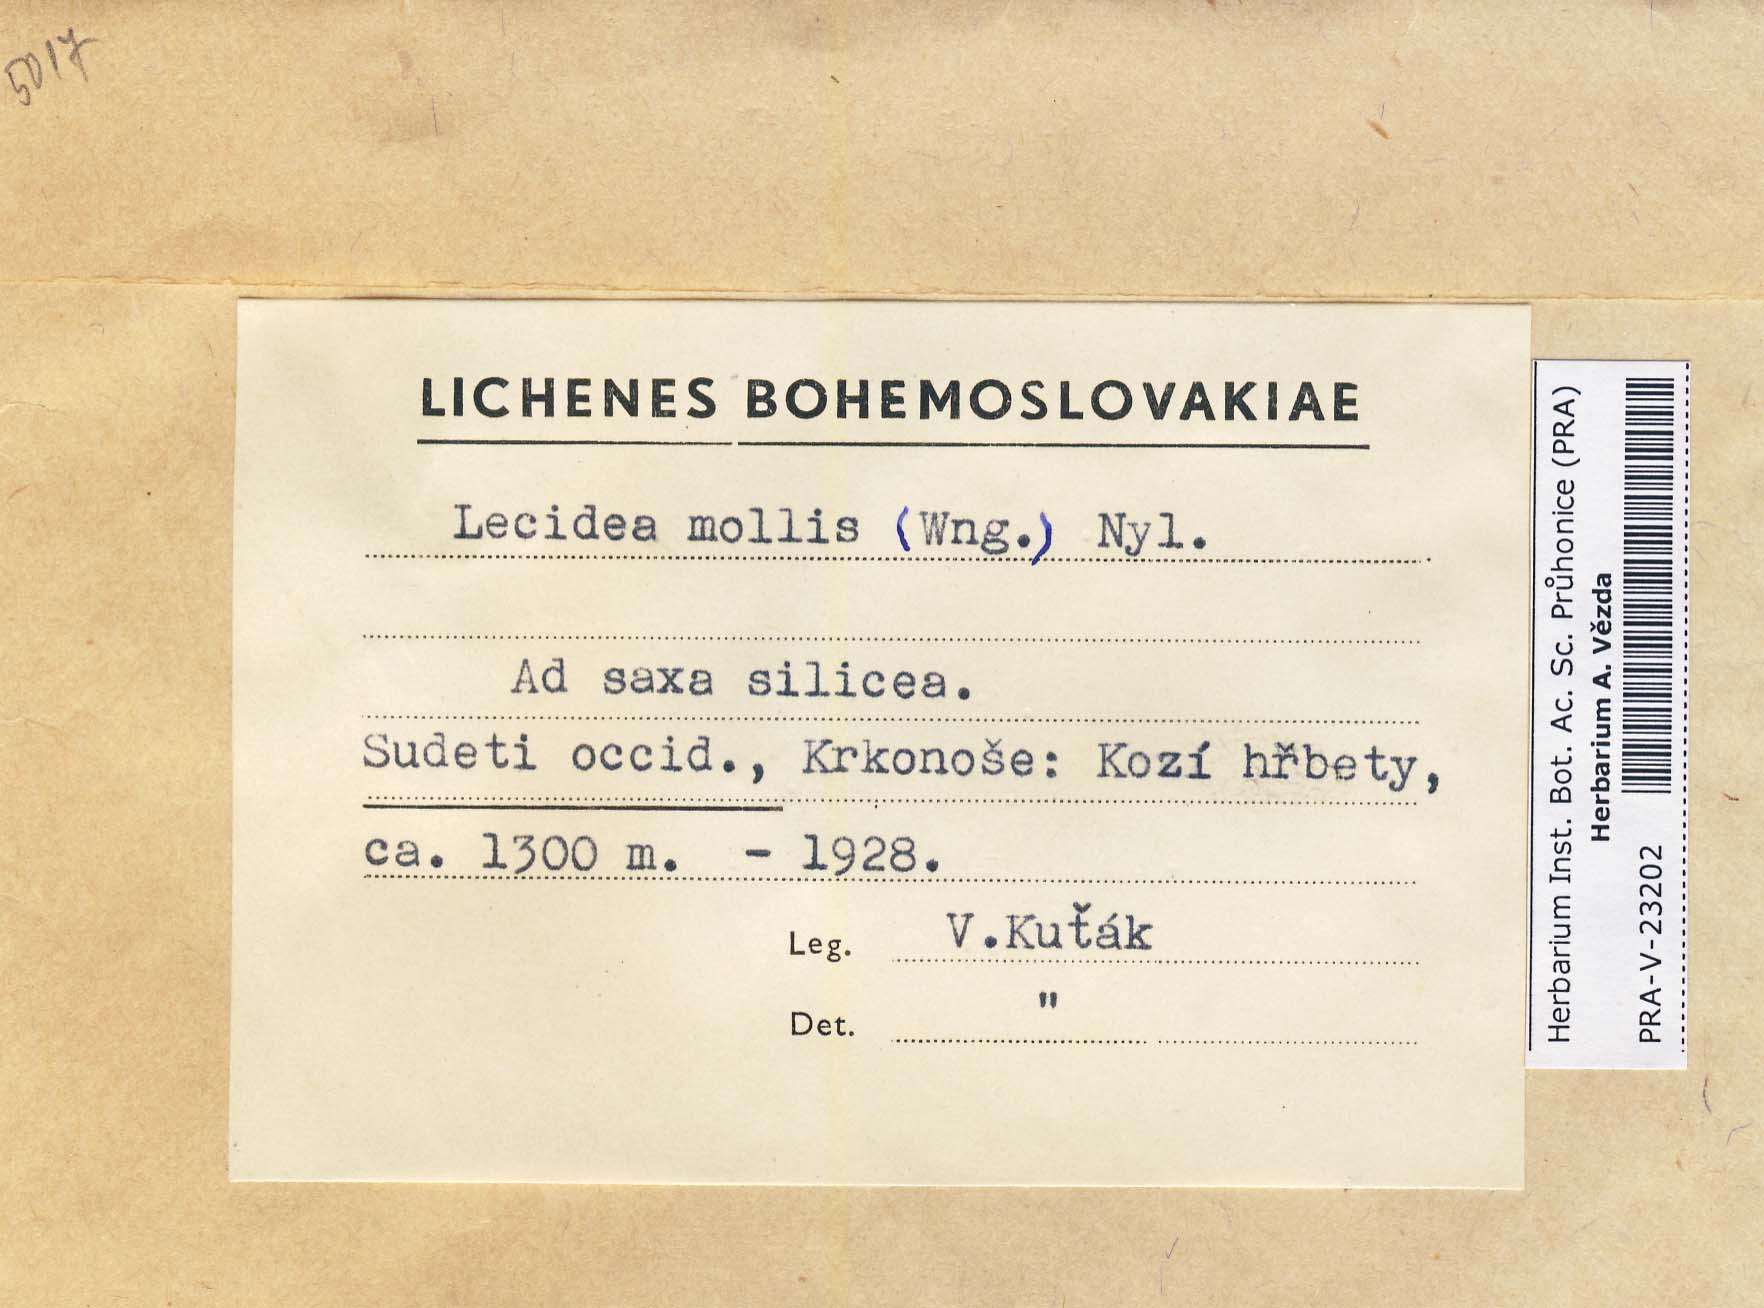 5017
LICHENES BOHEMOSLOVAKIAE
Lecidea mollis (Wng.) Nyl.
Ad saxa silicea.
Sudeti occid., Krkonoše: Kozí hřbety,
ca. 1300 m. - 1928.
Leg. V.Kuťák
Det. "
Herbarium Inst. Bot. Ac. Sc. Průhonice (PRA)
Herbarium A. Vězda
PRA-V-23202